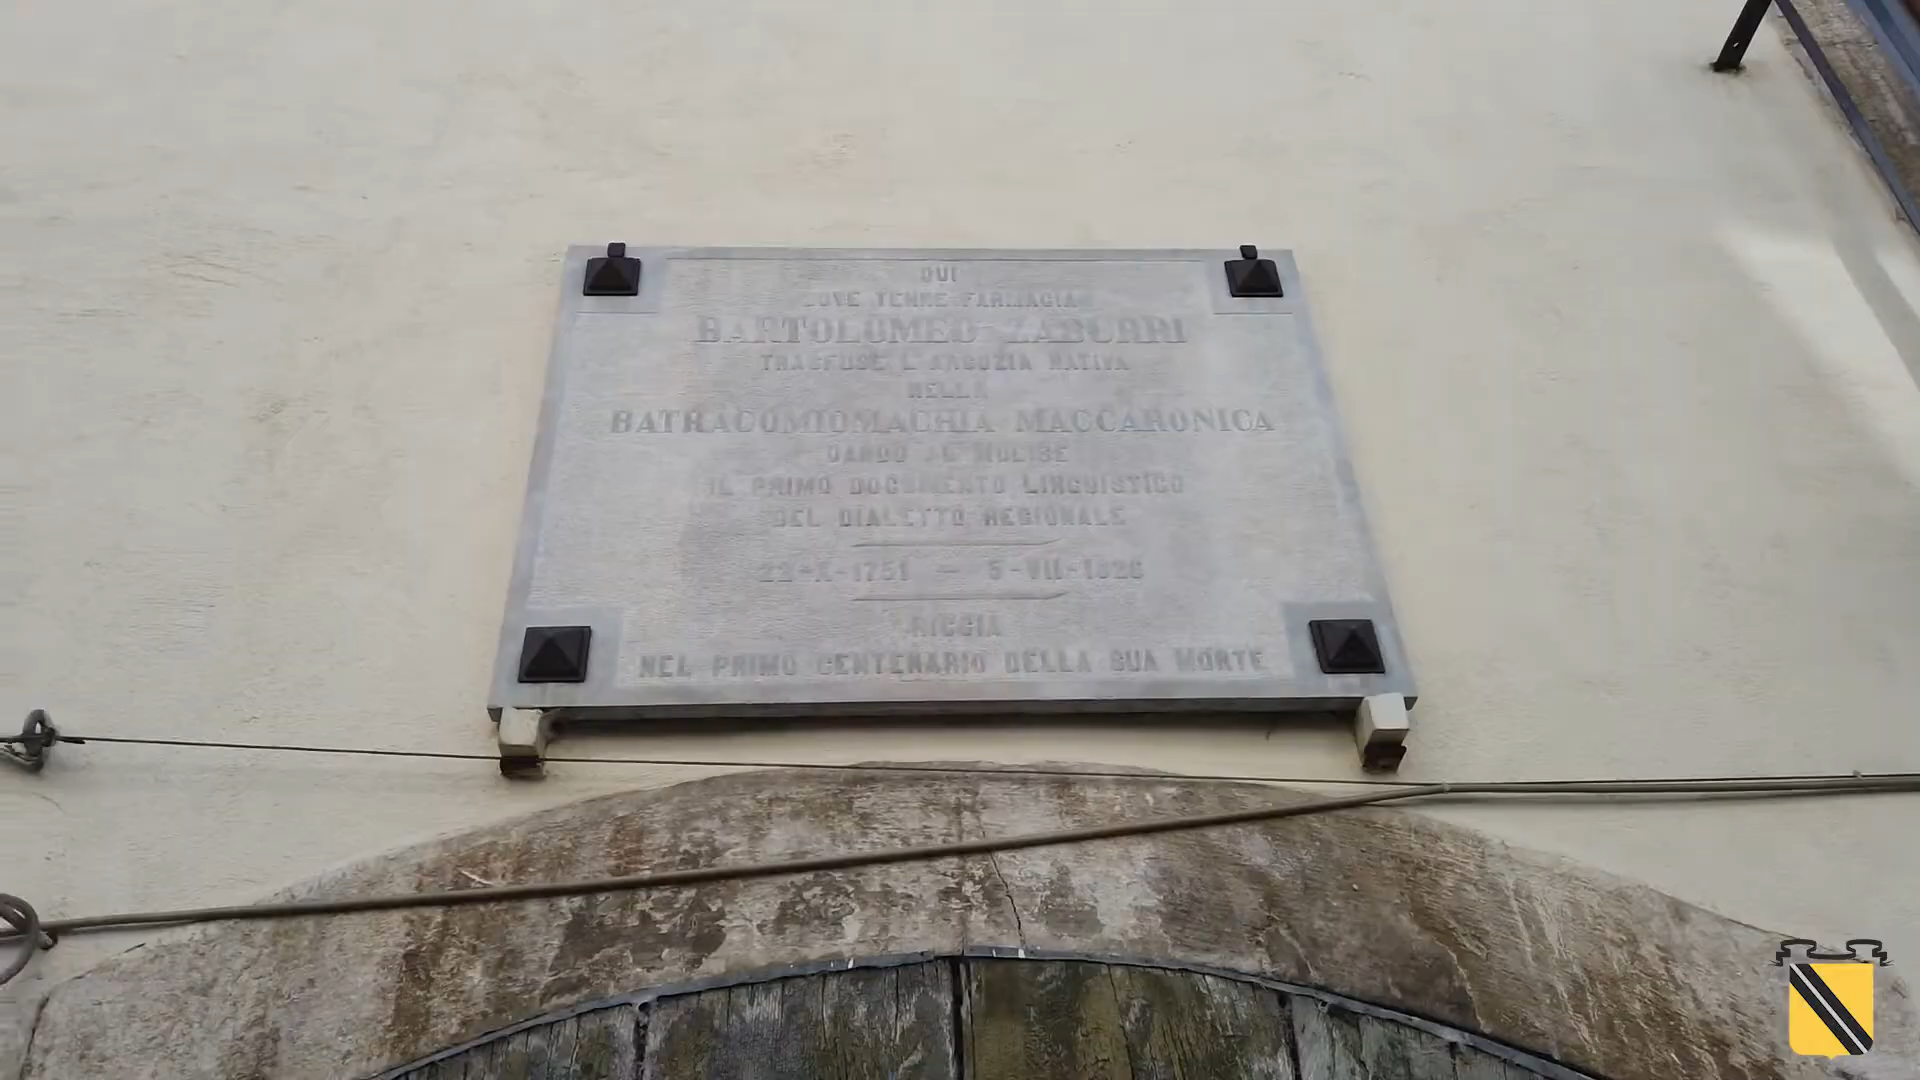 QUI
DOVE TENNE FARMACIA
BARTOLOMEO ZABURRI
TRASFUSE L'ARGUZIA NATIVA
NELLA
BATRACOMIOMACHIA MACCARONICA
DANDO AL MOLISE
IL PRIMO DOCUMENTO LINGUISTICO
DEL DIALETTO REGIONALE
22-X-1751 — 5-VII-1826
RICCIA
NEL PRIMO CENTENARIO DELLA SUA MORTE